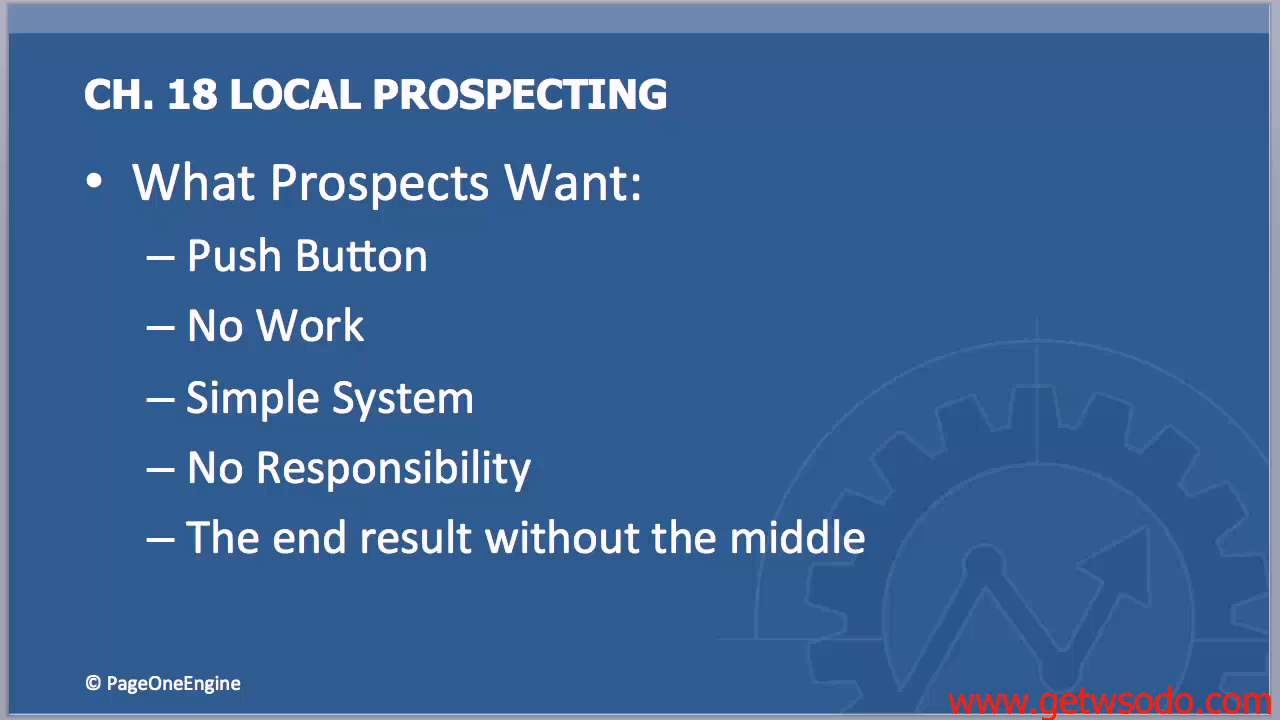 CH. 18 LOCAL PROSPECTING
• What Prospects Want:
– Push Button
– No Work
– Simple System
– No Responsibility
– The end result without the middle
© PageOneEngine
www.getwsodo.com